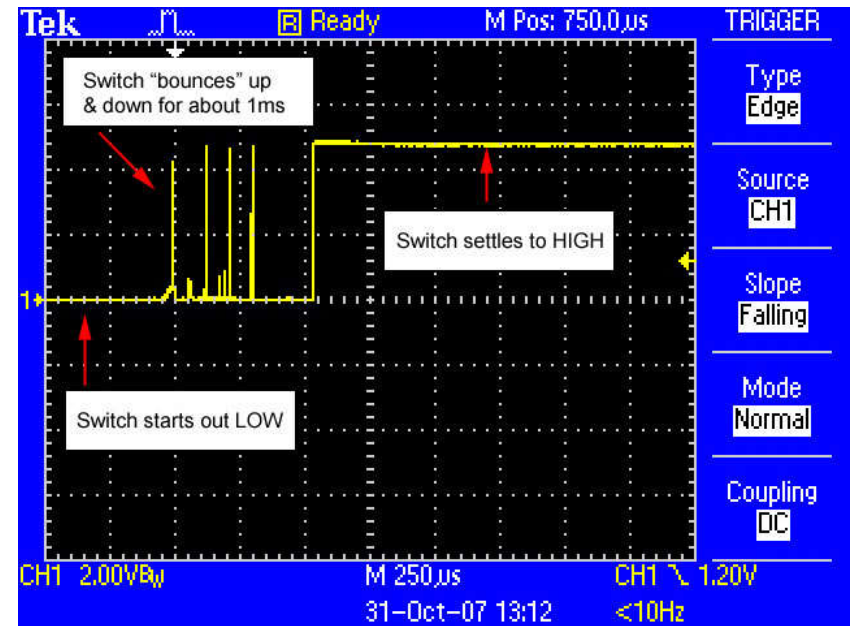 Tek
R Ready
M Pos: 750.0µs
TRIGGER
Switch “bounces” up
& down for about 1ms
Type
Edge
Source
CH1
Switch settles to HIGH
Slope
Falling
1
Switch starts out LOW
Mode
Normal
Coupling
DC
CH1 2.00VBW
M 250µs
CH1 \ 1.20V
31-Oct-07 13:12
<10Hz